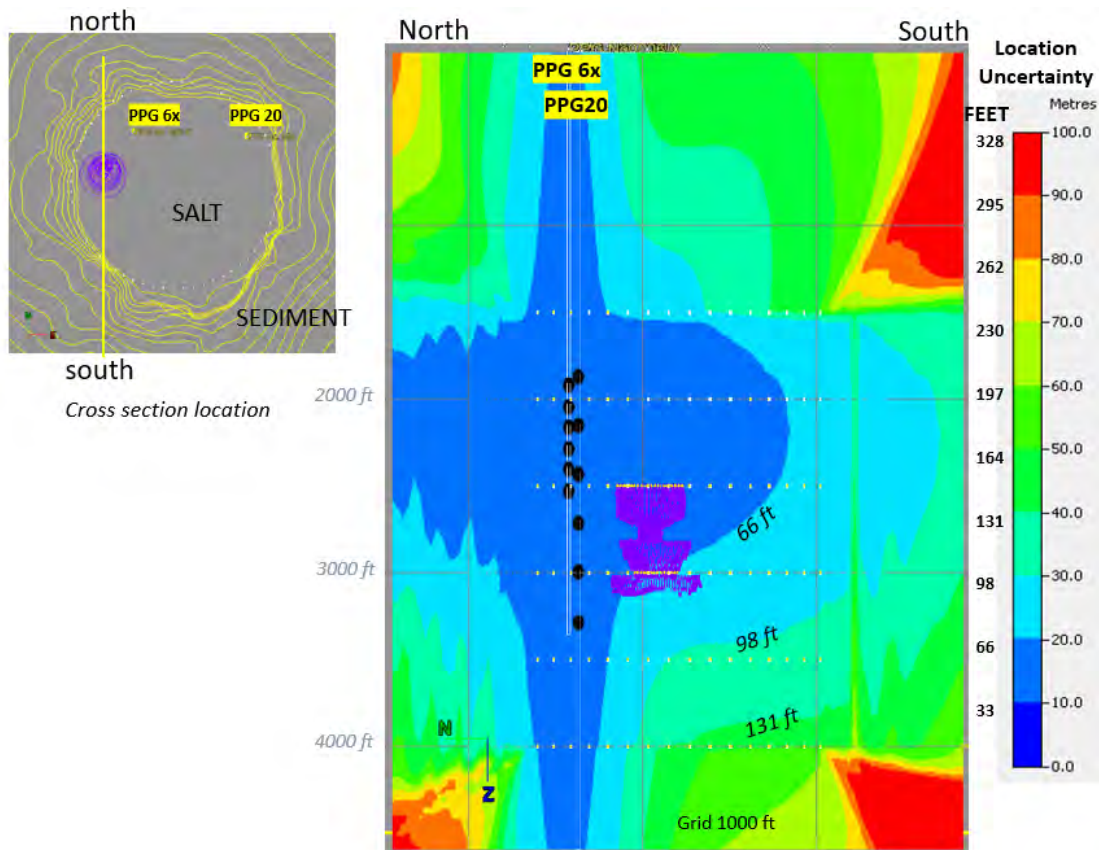 north
PPG 6x
PPG 20
SALT
SEDIMENT
south
Cross section location
North
South
PPG 6x
PPG20
2000 ft
3000 ft
4000 ft
66 ft
98 ft
131 ft
N
Z
Grid 1000 ft
Location
Uncertainty
FEET
Metres
328
100.0
295
90.0
262
80.0
230
70.0
197
60.0
164
50.0
131
40.0
98
30.0
66
20.0
33
10.0
0.0